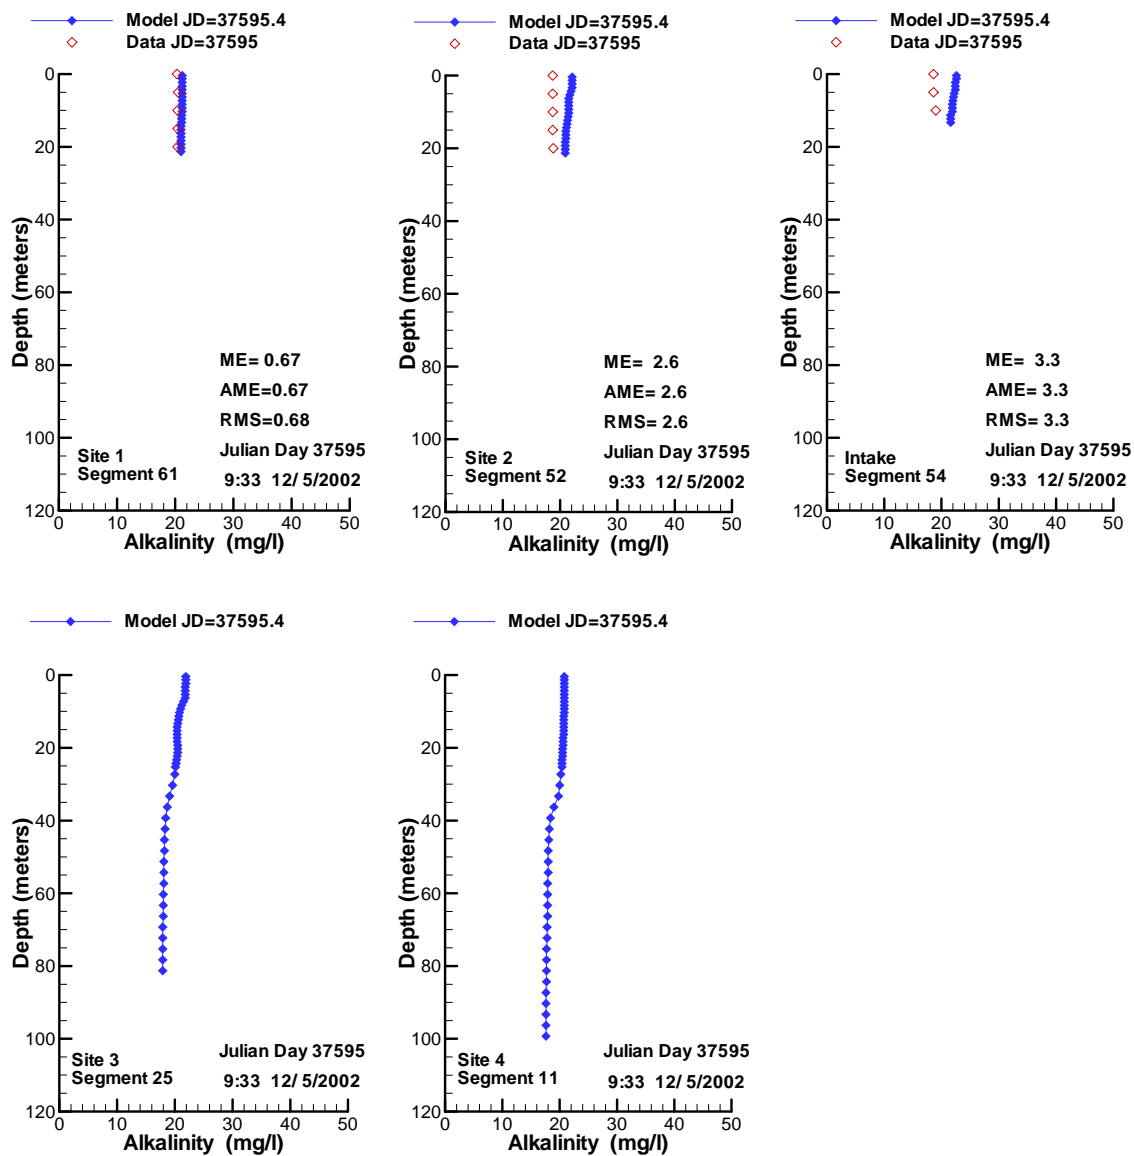 Model JD=37595.4
Data JD=37595
0
20
40
60
80
100
120
Depth (meters)
ME= 0.67
AME=0.67
RMS=0.68
Julian Day 37595
9:33 12/ 5/2002
Site 1
Segment 61
0 10 20 30 40 50
Alkalinity (mg/l)
Model JD=37595.4
Data JD=37595
0
20
40
60
80
100
120
Depth (meters)
ME= 2.6
AME= 2.6
RMS= 2.6
Julian Day 37595
9:33 12/ 5/2002
Site 2
Segment 52
0 10 20 30 40 50
Alkalinity (mg/l)
Model JD=37595.4
Data JD=37595
0
20
40
60
80
100
120
Depth (meters)
ME= 3.3
AME= 3.3
RMS= 3.3
Julian Day 37595
9:33 12/ 5/2002
Intake
Segment 54
0 10 20 30 40 50
Alkalinity (mg/l)
Model JD=37595.4
0
20
40
60
80
100
120
Depth (meters)
Julian Day 37595
9:33 12/ 5/2002
Site 3
Segment 25
0 10 20 30 40 50
Alkalinity (mg/l)
Model JD=37595.4
0
20
40
60
80
100
120
Depth (meters)
Julian Day 37595
9:33 12/ 5/2002
Site 4
Segment 11
0 10 20 30 40 50
Alkalinity (mg/l)